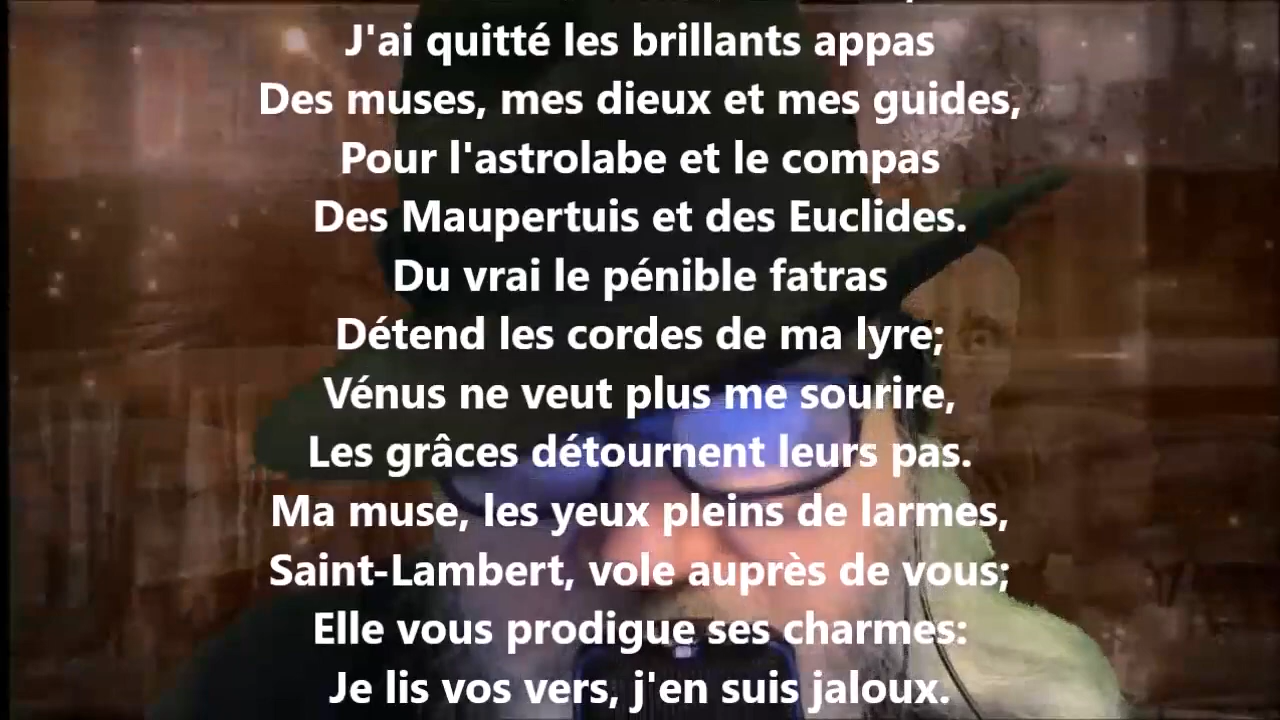 J'ai quitté les brillants appas
Des muses, mes dieux et mes guides,
Pour l'astrolabe et le compas
Des Maupertuis et des Euclides.
Du vrai le pénible fatras
Détend les cordes de ma lyre;
Vénus ne veut plus me sourire,
Les grâces détournent leurs pas.
Ma muse, les yeux pleins de larmes,
Saint-Lambert, vole auprès de vous;
Elle vous prodigue ses charmes:
Je lis vos vers, j'en suis jaloux.